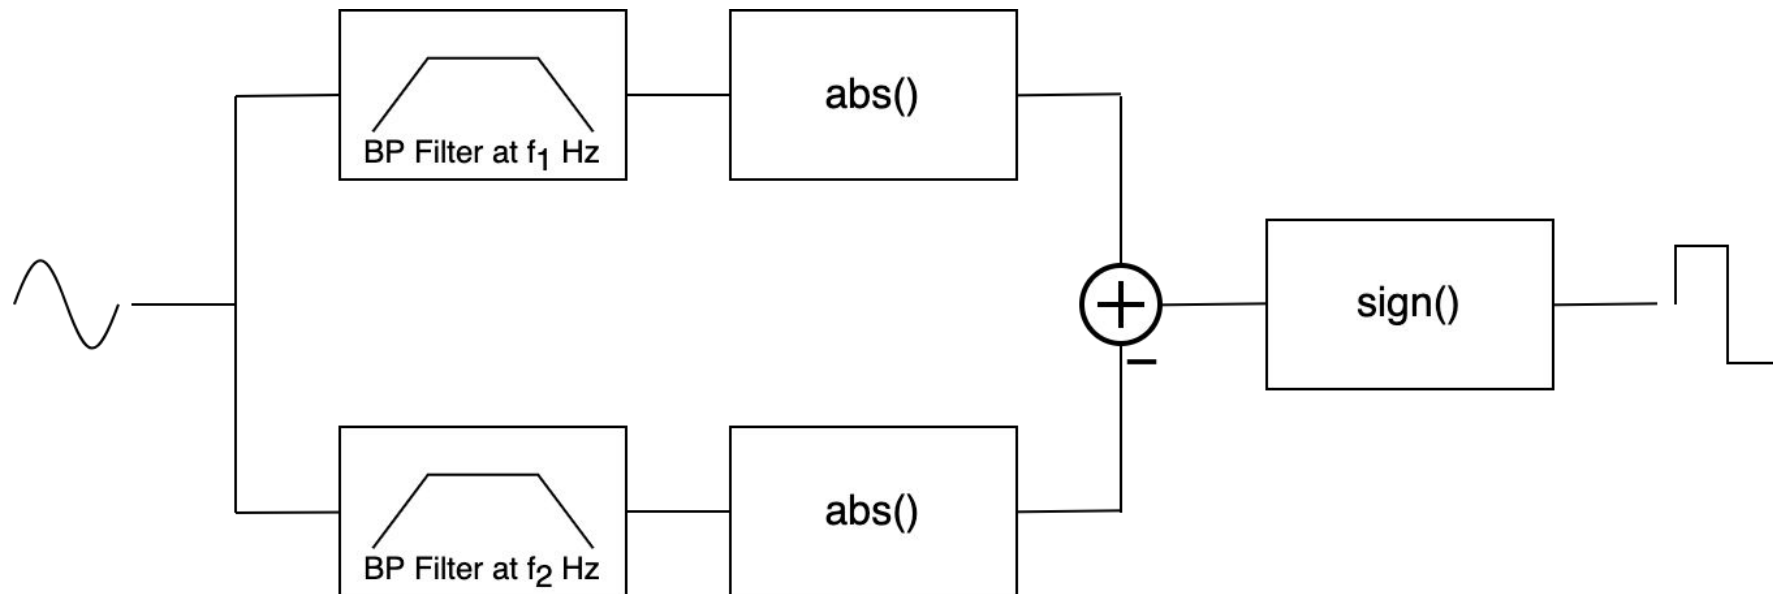 BP Filter at f₁ Hz
abs()
+
−
sign()
BP Filter at f₂ Hz
abs()